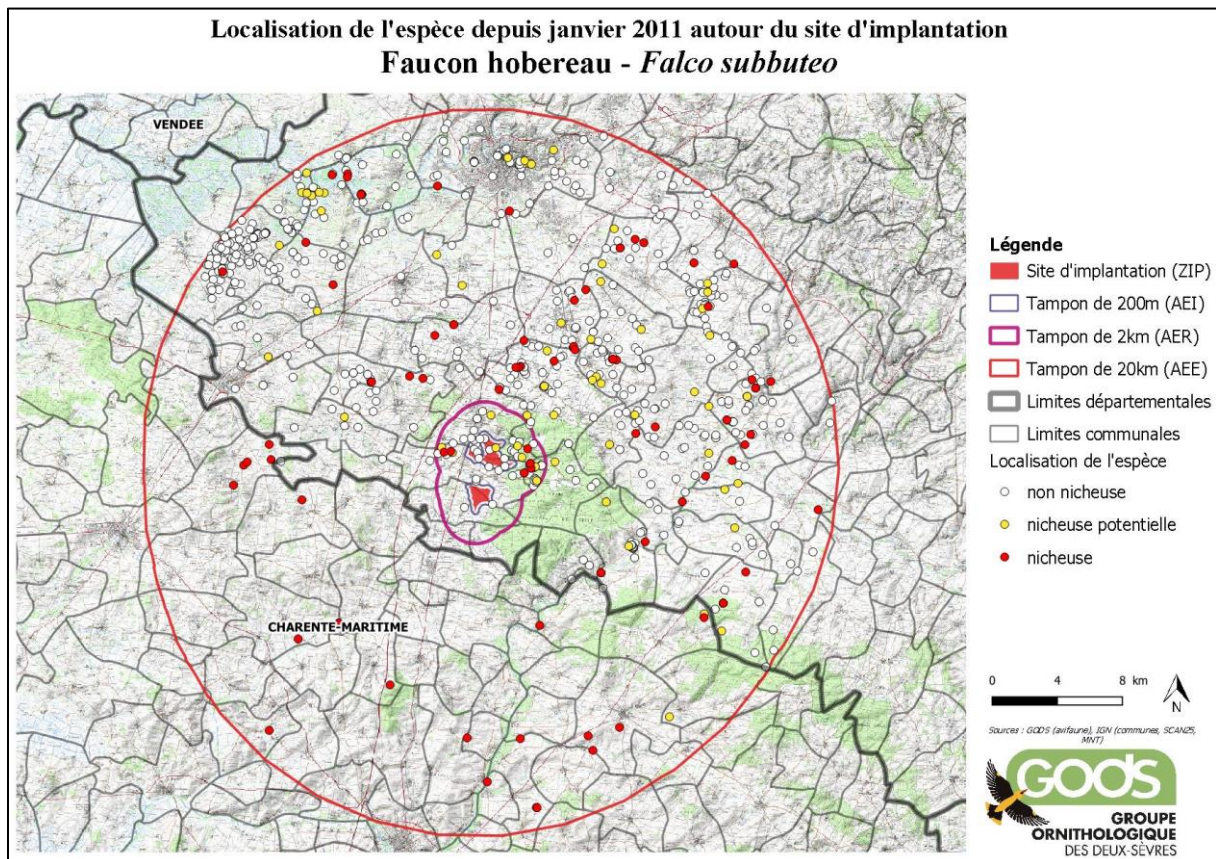 Localisation de l'espèce depuis janvier 2011 autour du site d'implantation
Faucon hobereau - Falco subbuteo
VENDEE
CHARENTE-MARITIME
Légende
Site d'implantation (ZIP)
Tampon de 200m (AEI)
Tampon de 2km (AER)
Tampon de 20km (AEE)
Limites départementales
Limites communales
Localisation de l'espèce
non nicheuse
nicheuse potentielle
nicheuse
0 4 8 km
N
Sources : GODS (avifaune), IGN (communes, SCAN25,
MNT)
GODS
GROUPE
ORNITHOLOGIQUE
DES DEUX-SÈVRES